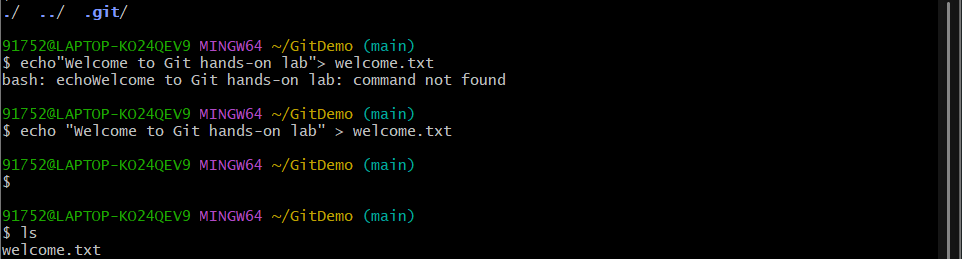 ./  ../  .git/
91752@LAPTOP-KO24QEV9 MINGW64 ~/GitDemo (main)
$ echo"Welcome to Git hands-on lab"> welcome.txt
bash: echoWelcome to Git hands-on lab: command not found
91752@LAPTOP-KO24QEV9 MINGW64 ~/GitDemo (main)
$ echo "Welcome to Git hands-on lab" > welcome.txt
91752@LAPTOP-KO24QEV9 MINGW64 ~/GitDemo (main)
$
91752@LAPTOP-KO24QEV9 MINGW64 ~/GitDemo (main)
$ ls
welcome.txt